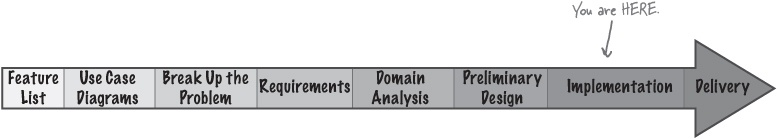 You are HERE.
Feature
List
Use Case
Diagrams
Break Up the
Problem
Requirements
Domain
Analysis
Preliminary
Design
Implementation
Delivery